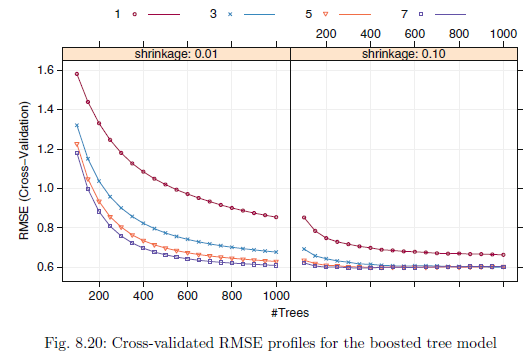 1 3 5 7
200 400 600 800 1000
shrinkage: 0.01 shrinkage: 0.10
1.6
1.4
1.2
1.0
0.8
0.6
RMSE (Cross−Validation)
200 400 600 800 1000
#Trees
Fig. 8.20: Cross-validated RMSE profiles for the boosted tree model